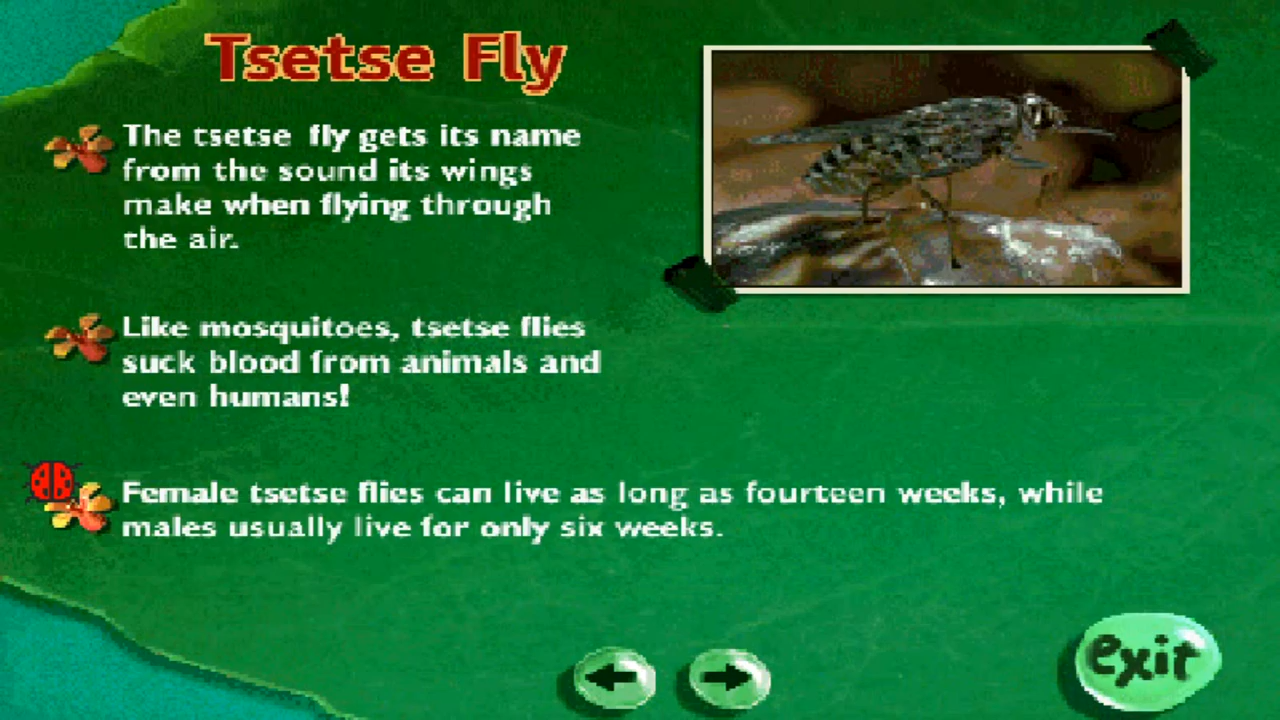 Tsetse Fly
The tsetse fly gets its name
from the sound its wings
make when flying through
the air.
Like mosquitoes, tsetse flies
suck blood from animals and
even humans!
Female tsetse flies can live as long as fourteen weeks, while
males usually live for only six weeks.
exit